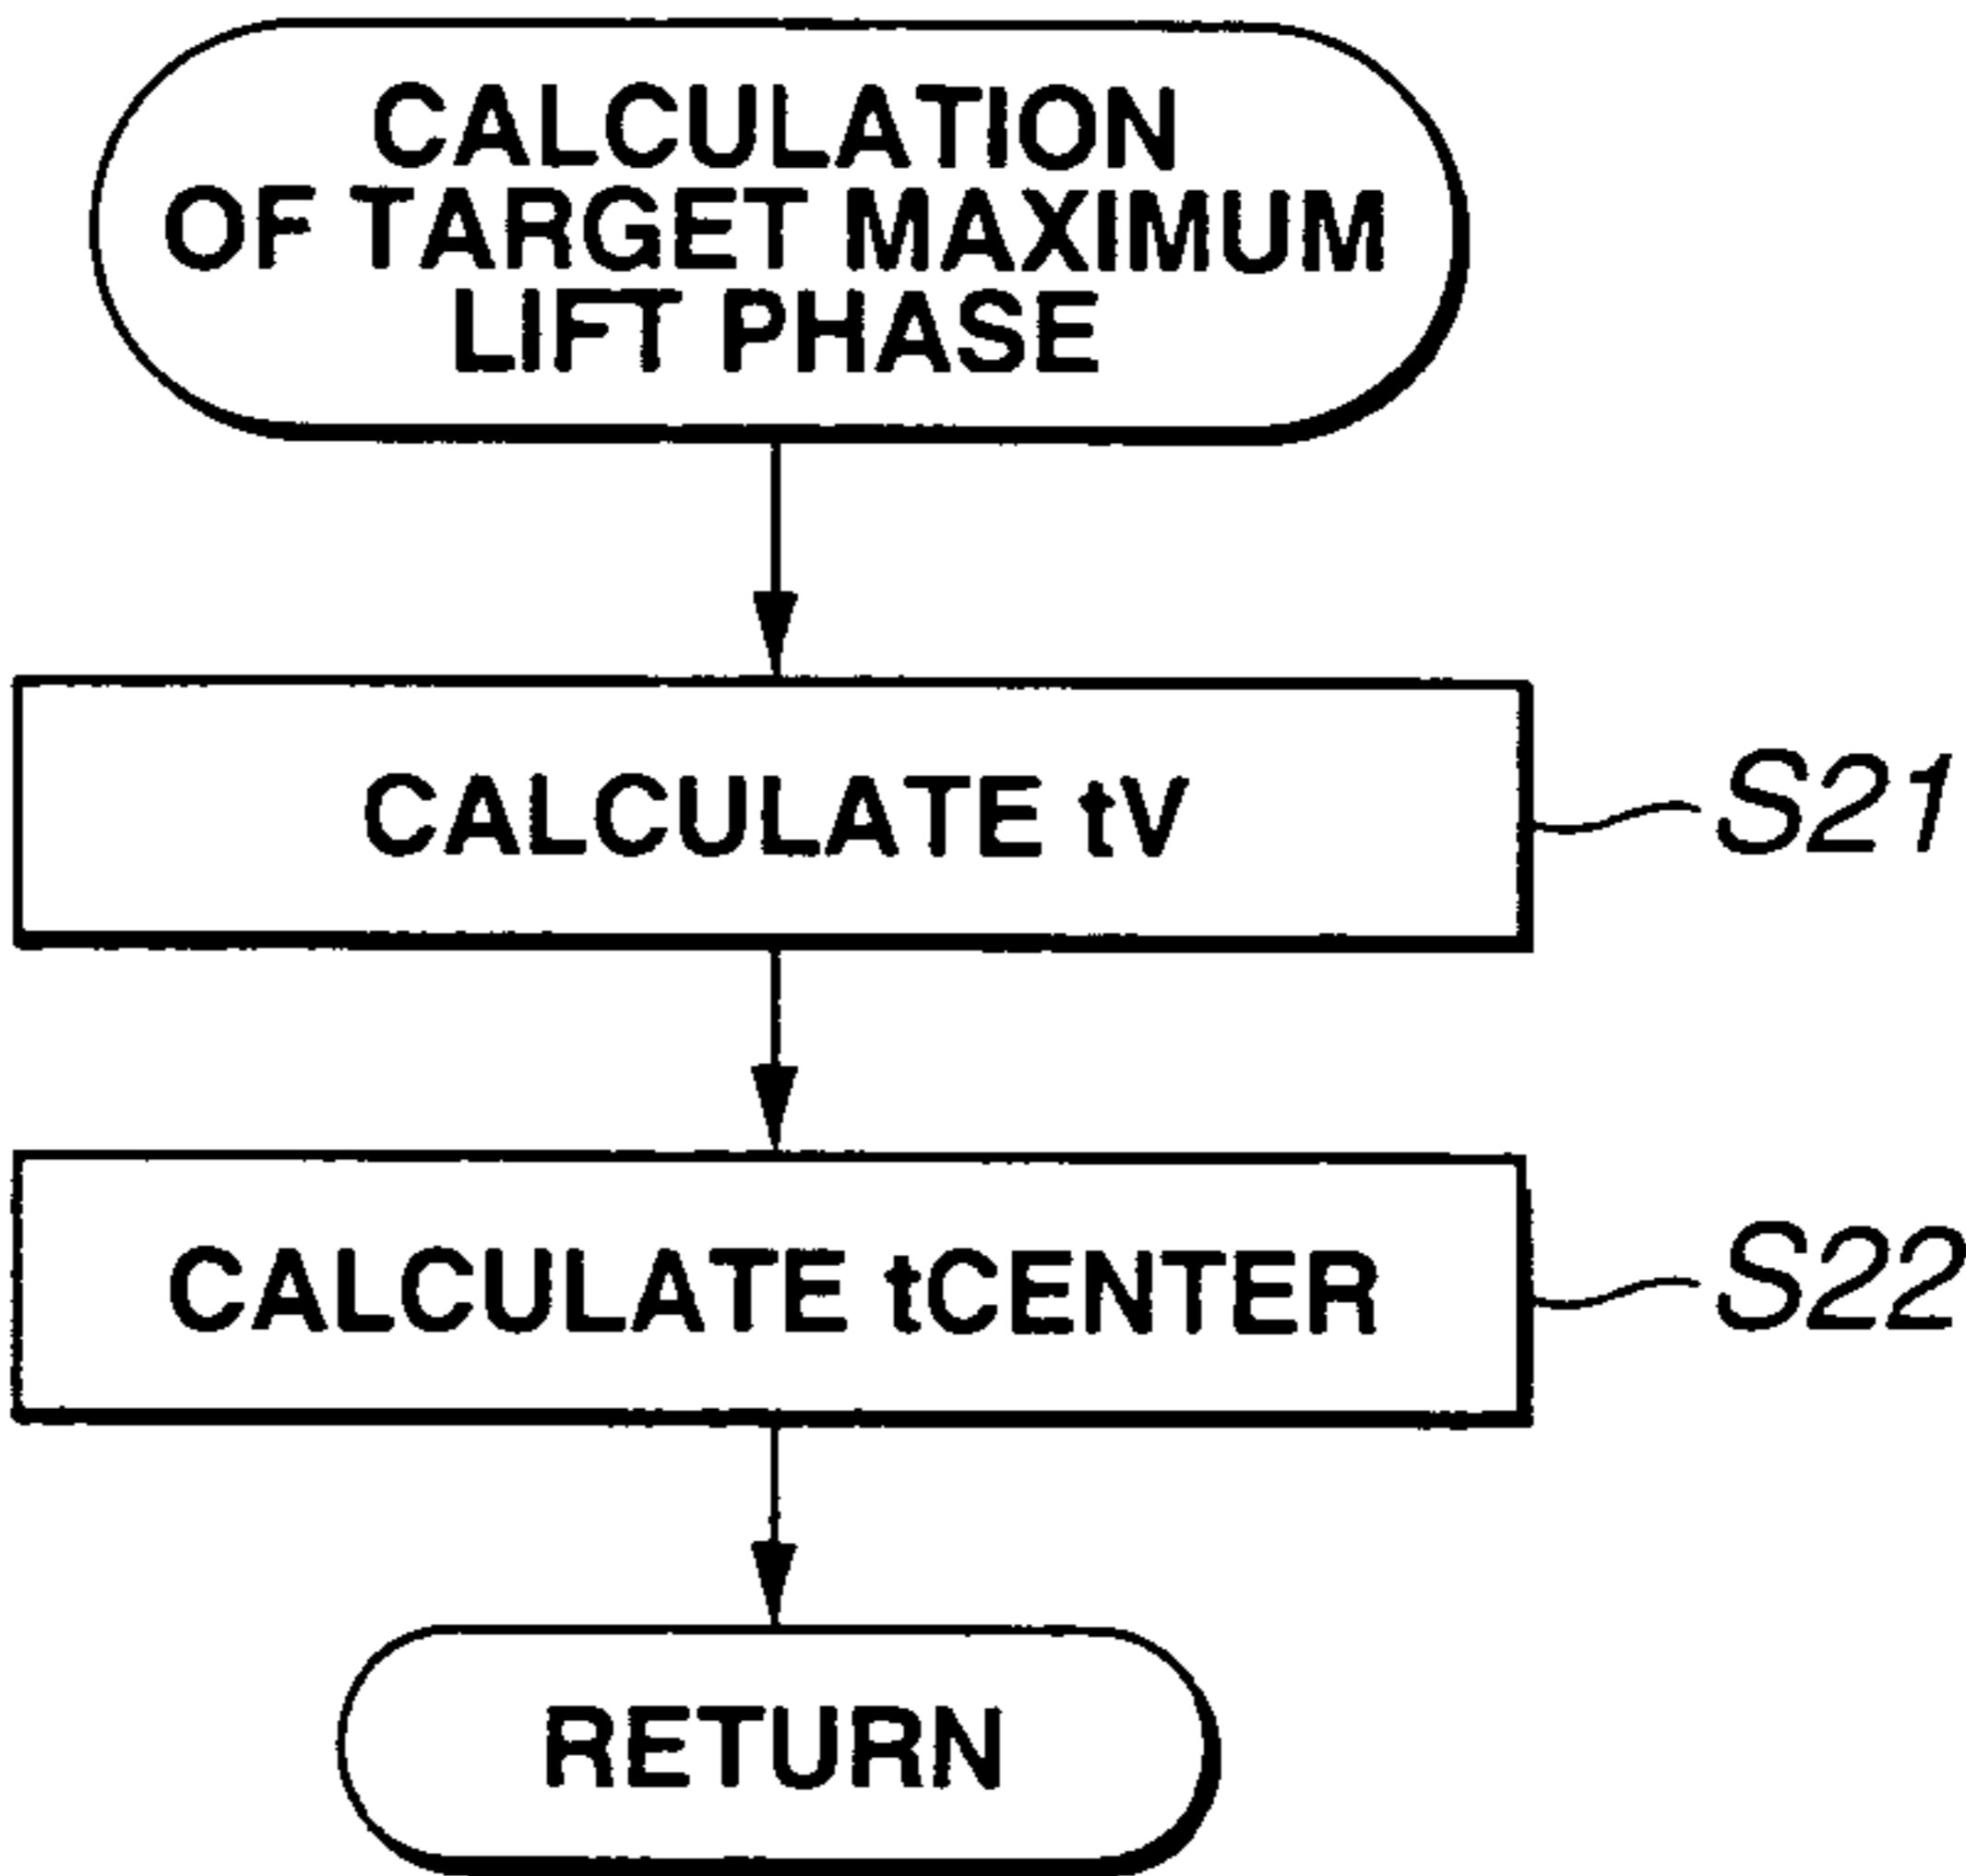 CALCULATION
OF TARGET MAXIMUM
LIFT PHASE
CALCULATE tV
S21
CALCULATE tCENTER
S22
RETURN